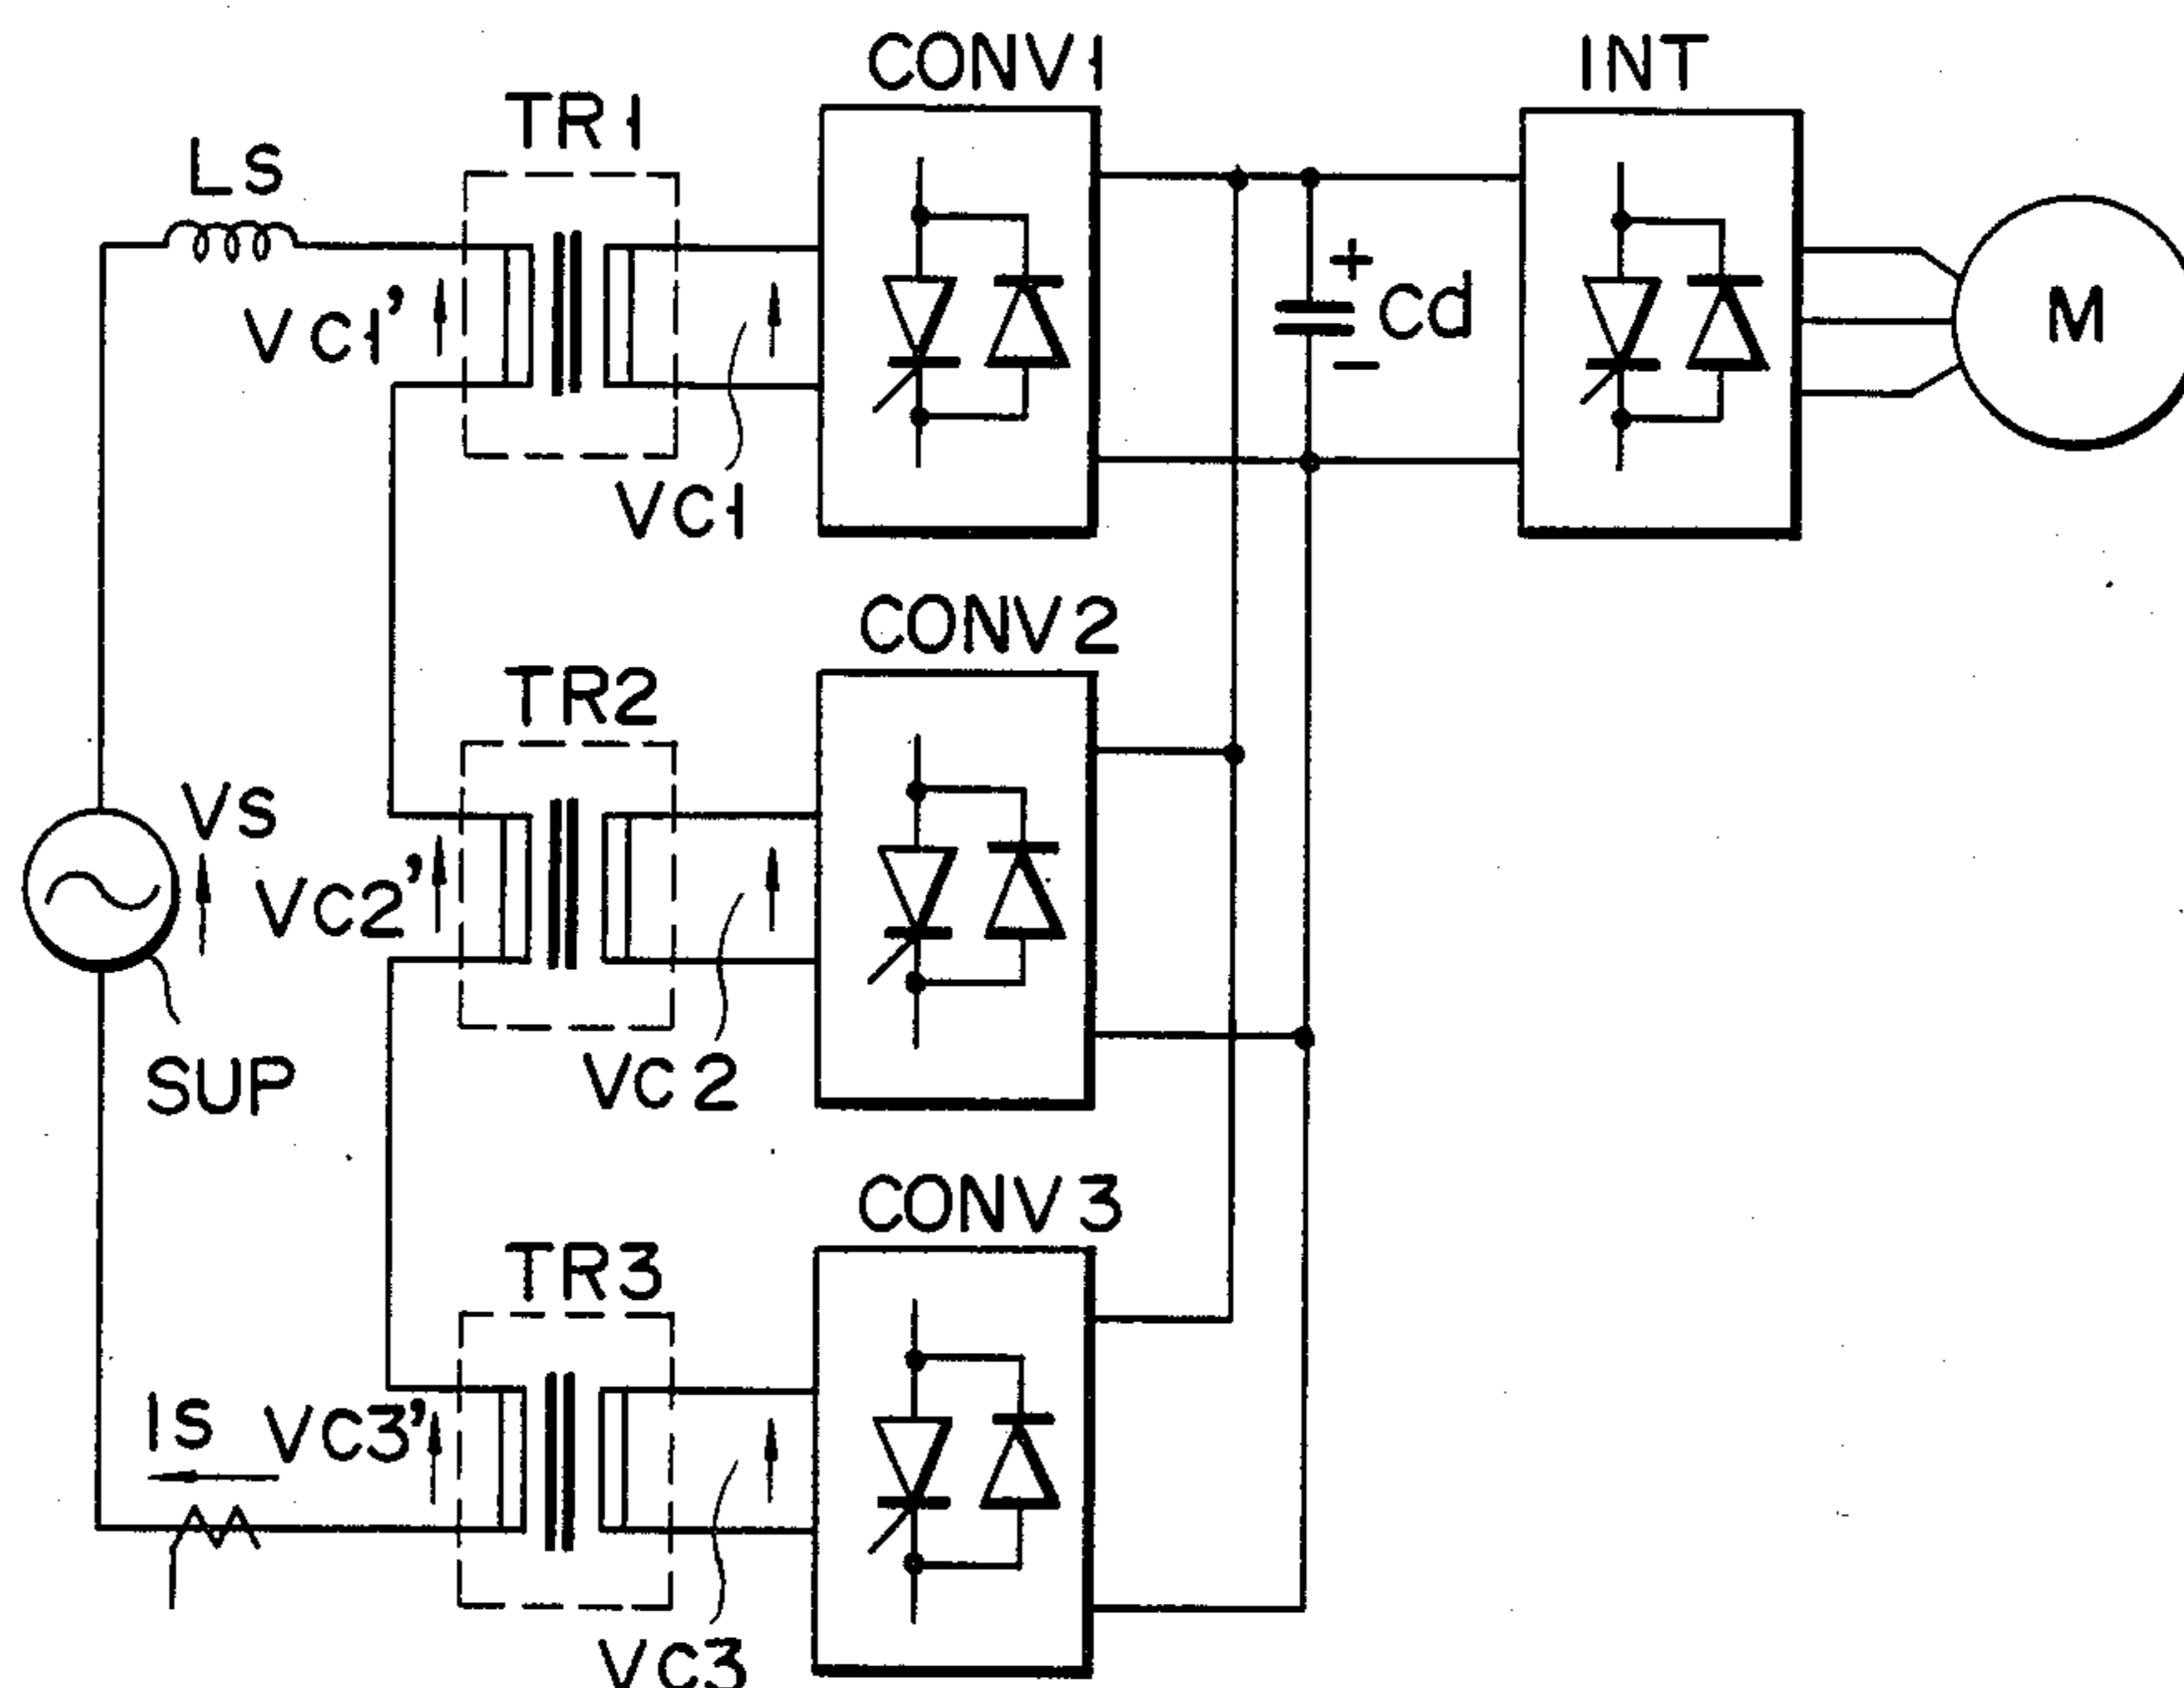 CONV1
INT
TR1
LS
VC1'
+
Cd
−
M
VC1
CONV2
TR2
VS
VC2'
VC2
SUP
CONV3
TR3
IS
VC3'
VC3